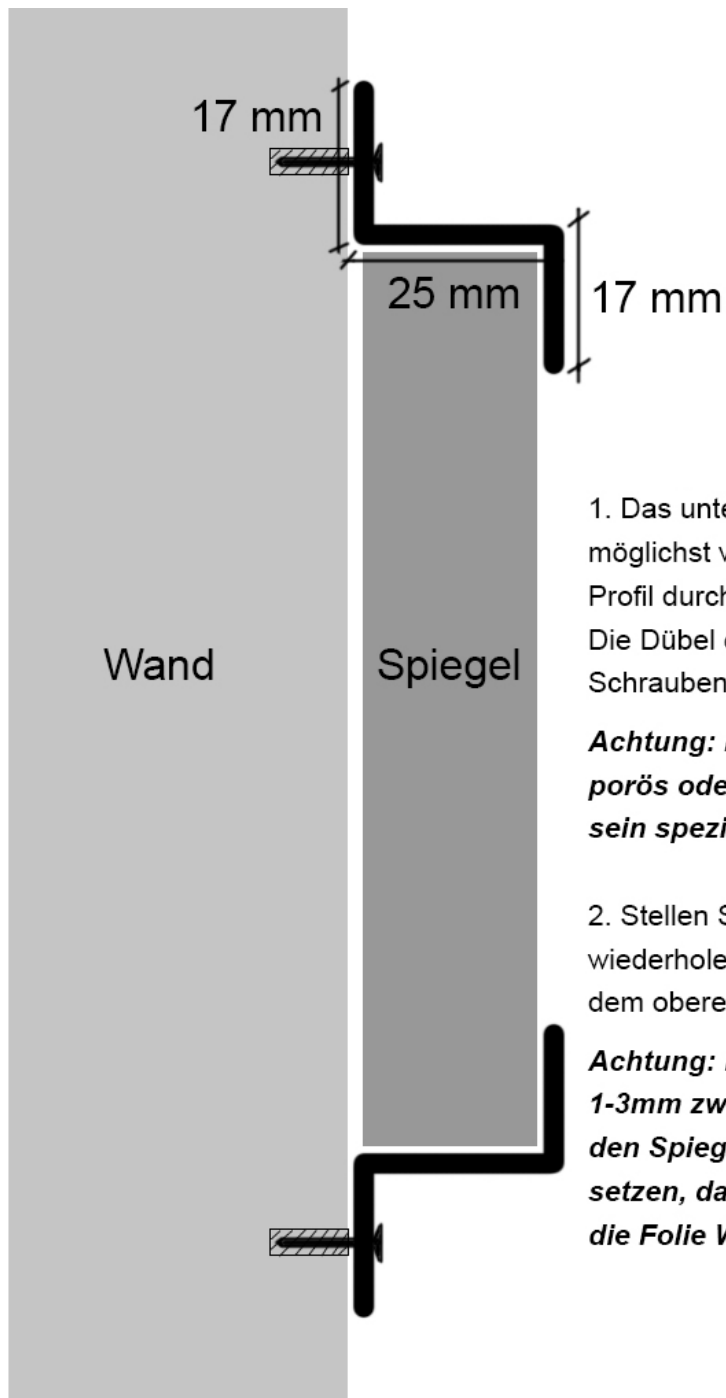 17 mm
25 mm
17 mm
Wand
Spiegel
1. Das unte
möglichst v
Profil durch
Die Dübel
Schrauben
Achtung:
porös ode
sein spezi
2. Stellen S
wiederhole
dem obere
Achtung:
1-3mm zw
den Spieg
setzen, da
die Folie W